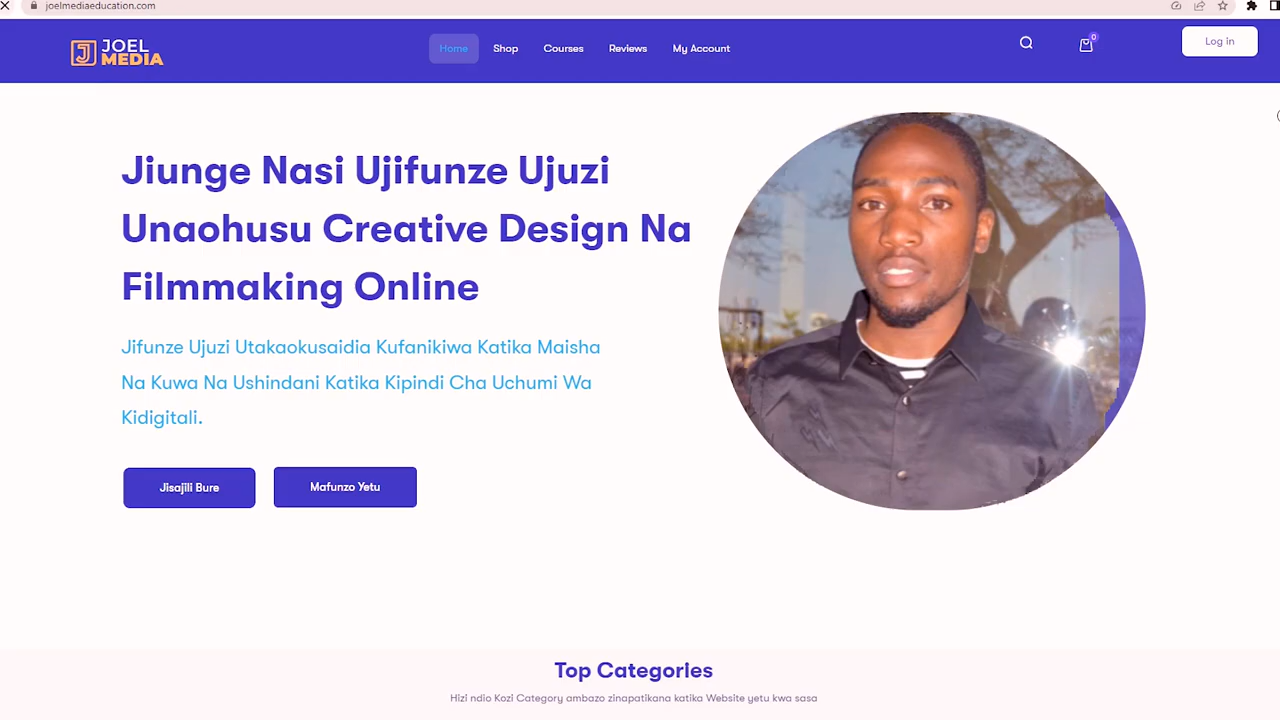 joelmediaeducation.com
JOEL
MEDIA
Home Shop Courses Reviews My Account
0
Log in
Jiunge Nasi Ujifunze Ujuzi
Unaohusu Creative Design Na
Filmmaking Online
Jifunze Ujuzi Utakaokusaidia Kufanikiwa Katika Maisha
Na Kuwa Na Ushindani Katika Kipindi Cha Uchumi Wa
Kidigitali.
Jisajili Bure
Mafunzo Yetu
Top Categories
Hizi ndio Kozi Category ambazo zinapatikana katika Website yetu kwa sasa